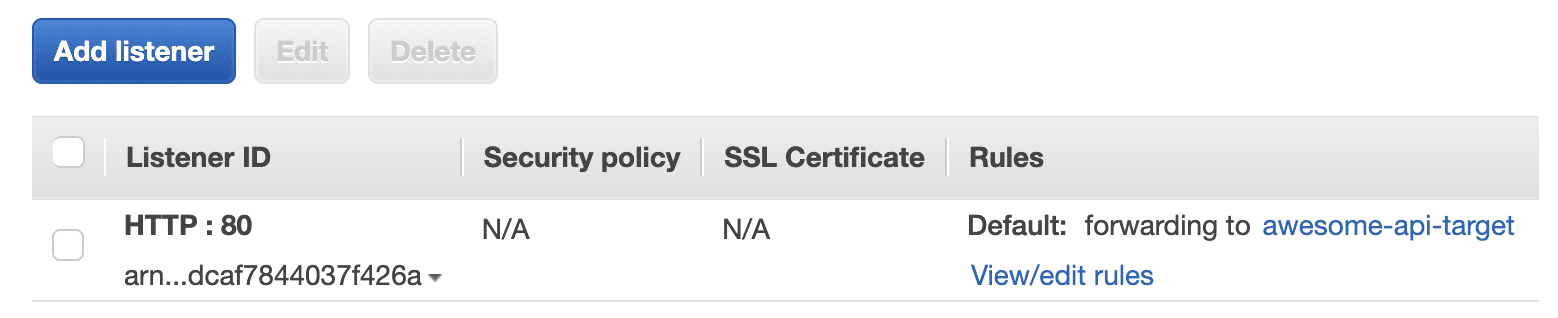 Add listener Edit Delete
Listener ID Security policy SSL Certificate Rules
HTTP : 80 N/A N/A Default: forwarding to awesome-api-target
arn...dcaf7844037f426a View/edit rules